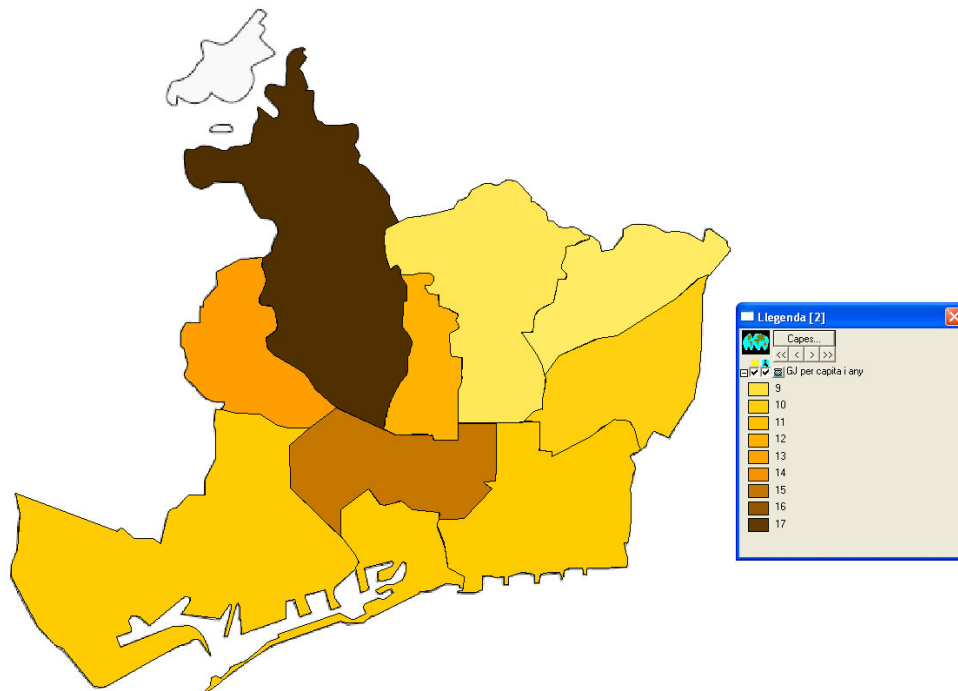 Llegenda [2]
Capes...
<< < > >>
GJ per capita i any
9
10
11
12
13
14
15
16
17